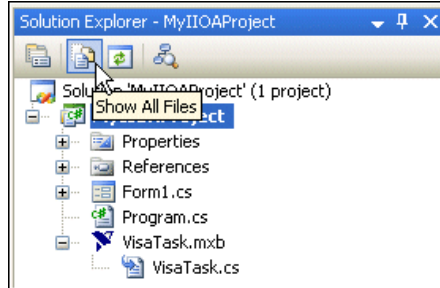 Solution Explorer - MyIIOAProject
Solution 'MyIIOAProject' (1 project)
Show All Files
Properties
References
Form1.cs
Program.cs
VisaTask.mxb
VisaTask.cs